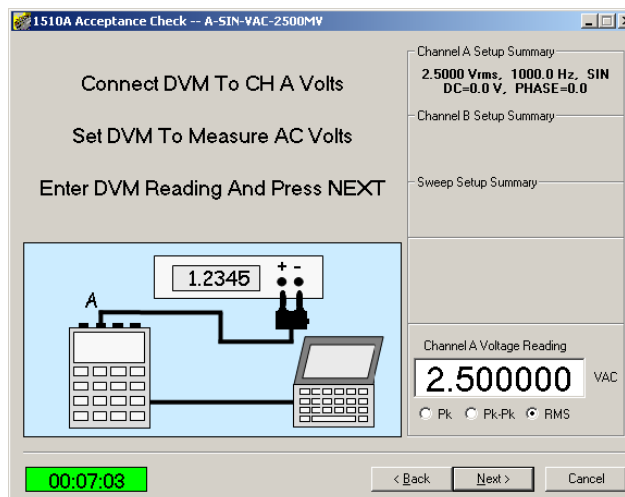 1510A Acceptance Check -- A-SIN-VAC-2500MV
Connect DVM To CH A Volts
Set DVM To Measure AC Volts
Enter DVM Reading And Press NEXT
Channel A Setup Summary
2.5000 Vrms, 1000.0 Hz, SIN
DC=0.0 V, PHASE=0.0
Channel B Setup Summary
Sweep Setup Summary
+ -
1.2345
A
Channel A Voltage Reading
2.500000 VAC
Pk Pk-Pk RMS
00:07:03
< Back Next > Cancel